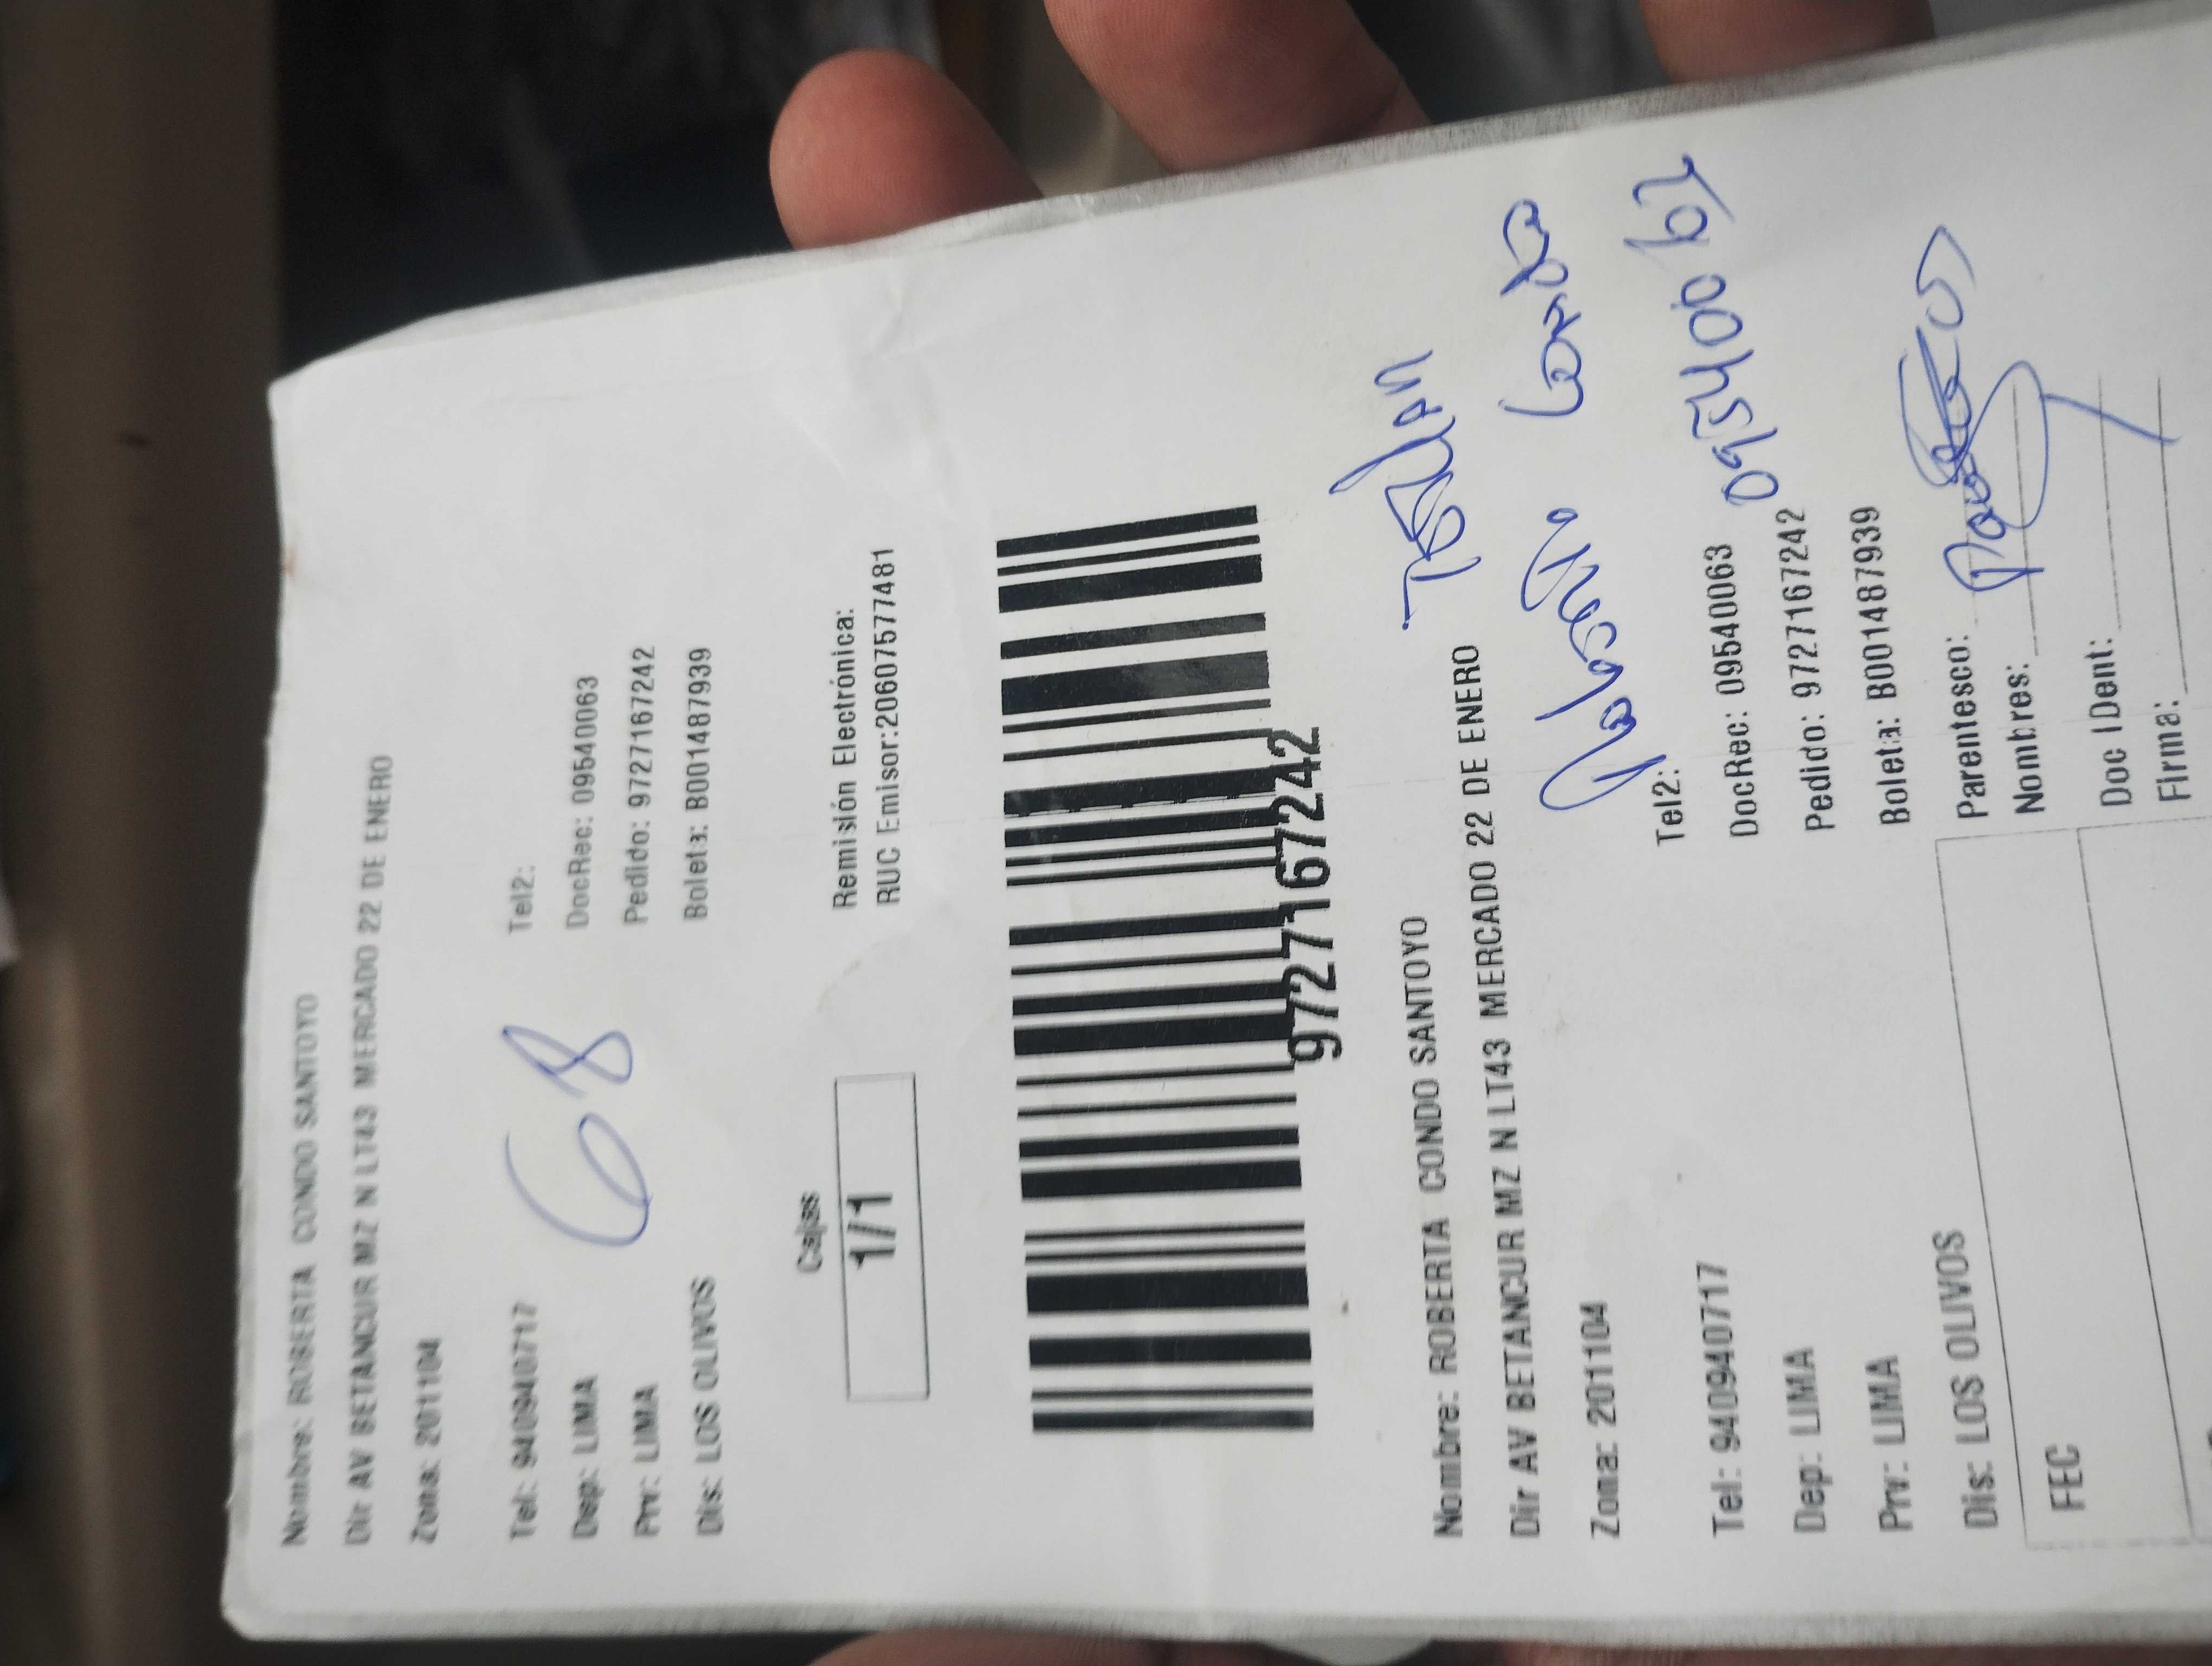 Nombre: ROBERTA CONDO SANTOYO
Dir AV BETANCUR MZ N LT43 MERCADO 22 DE ENERO
Zona: 201104
Tel: 940940717 Tel2:
Dep: LIMA DocRec: 09540063
Prv: LIMA Pedido: 9727167242
Dis: LOS OLIVOS Boleta: B001487939
68
Cajas
1/1
Remisión Electrónica:
RUC Emisor:20607577481
9727167242
Nombre: ROBERTA CONDO SANTOYO
Dir AV BETANCUR MZ N LT43 MERCADO 22 DE ENERO
Zona: 201104
Tel: 940940717 Tel2:
Dep: LIMA DocRec: 09540063
Prv: LIMA Pedido: 9727167242
Dis: LOS OLIVOS Boleta: B001487939
FEC
Parentesco:
Nombres:
Doc IDent:
Firma: